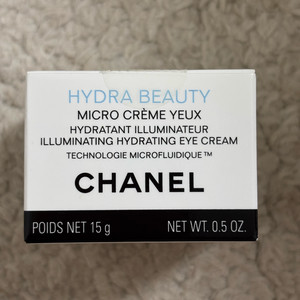 HYDRA BEAUTY
MICRO CRÈME YEUX
HYDRATANT ILLUMINATEUR
ILLUMINATING HYDRATING EYE CREAM
TECHNOLOGIE MICROFLUIDIQUE™
CHANEL
POIDS NET 15 g NET WT. 0.5 OZ.